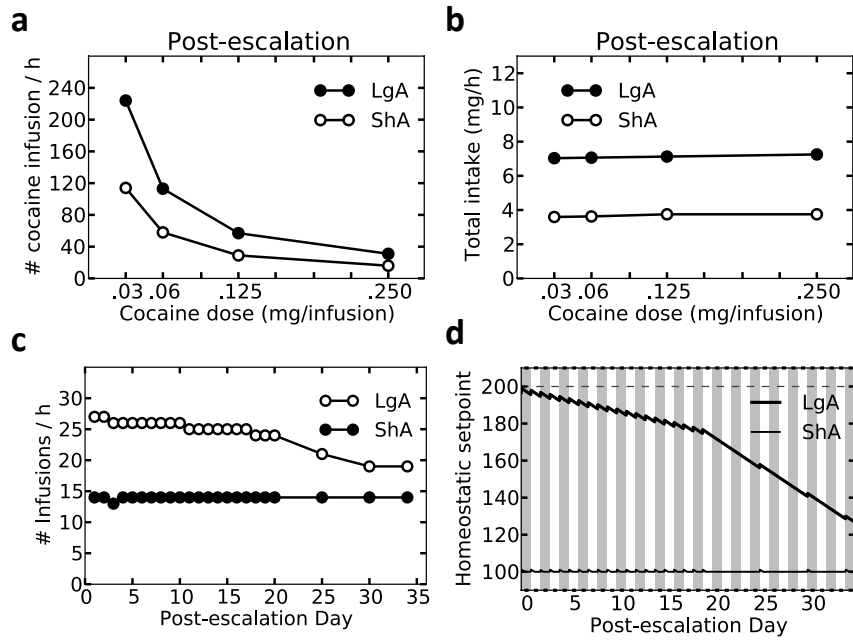 a
Post-escalation
# cocaine infusion / h
240
200
160
120
80
40
0
LgA
ShA
.03 .06 .125 .250
Cocaine dose (mg/infusion)
b
Post-escalation
Total intake (mg/h)
12
10
8
6
4
2
0
LgA
ShA
.03 .06 .125 .250
Cocaine dose (mg/infusion)
c
# Infusions / h
30
25
20
15
10
5
0
LgA
ShA
0 5 10 15 20 25 30 35
Post-escalation Day
d
Homeostatic setpoint
200
180
160
140
120
100
LgA
ShA
0 5 10 15 20 25 30
Post-escalation Day